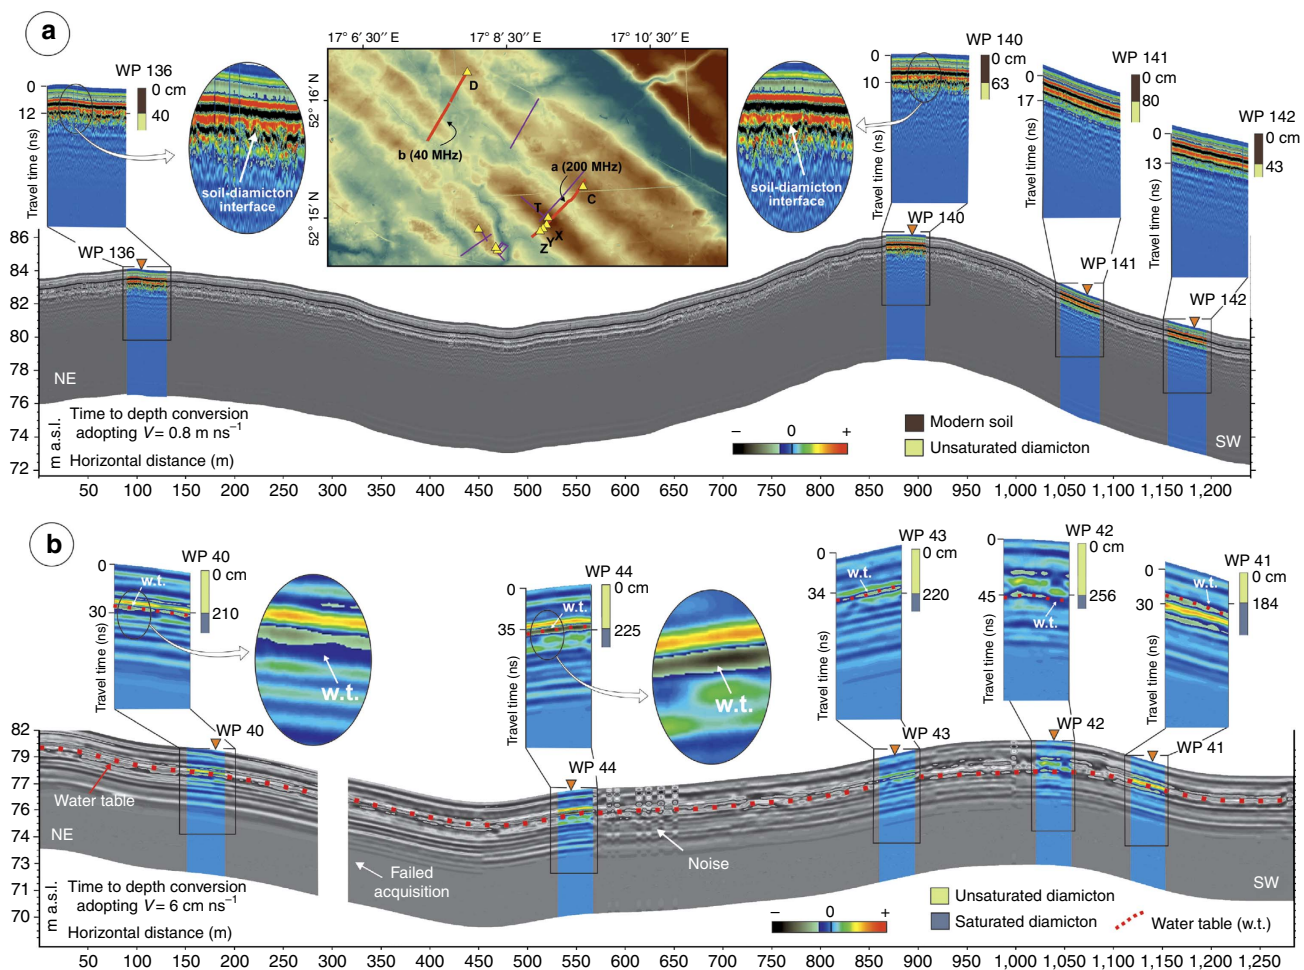 a
17° 6′ 30″ E
17° 8′ 30″ E
17° 10′ 30″ E
52° 16′ N
52° 15′ N
D
b (40 MHz)
a (200 MHz)
T
C
X
Y
Z
WP 136
0
12
Travel time (ns)
0 cm
40
soil-diamicton
interface
soil-diamicton
interface
WP 140
0
10
Travel time (ns)
0 cm
63
WP 141
0
17
Travel time (ns)
0 cm
80
WP 142
0
13
Travel time (ns)
0 cm
43
WP 136
WP 140
WP 141
WP 142
86
84
82
80
78
76
74
72
m a.s.l.
NE
SW
Time to depth conversion
adopting V = 0.8 m ns⁻¹
Horizontal distance (m)
− 0 +
Modern soil
Unsaturated diamicton
50 100 150 200 250 300 350 400 450 500 550 600 650 700 750 800 850 900 950 1,000 1,050 1,100 1,150 1,200
b
WP 40
0
30
Travel time (ns)
w.t.
0 cm
210
w.t.
WP 44
0
35
Travel time (ns)
w.t.
0 cm
225
w.t.
WP 43
0
34
Travel time (ns)
w.t.
0 cm
220
WP 42
0
45
Travel time (ns)
w.t.
0 cm
256
WP 41
0
30
Travel time (ns)
w.t.
0 cm
184
WP 40
WP 44
WP 43
WP 42
WP 41
82
79
77
76
73
71
70
m a.s.l.
Water table
NE
Failed
acquisition
Noise
SW
Time to depth conversion
adopting V = 6 cm ns⁻¹
Horizontal distance (m)
− 0 +
Unsaturated diamicton
Saturated diamicton
Water table (w.t.)
50 100 150 200 250 300 350 400 450 500 550 600 650 700 750 800 850 900 950 1,000 1,050 1,100 1,150 1,200 1,250